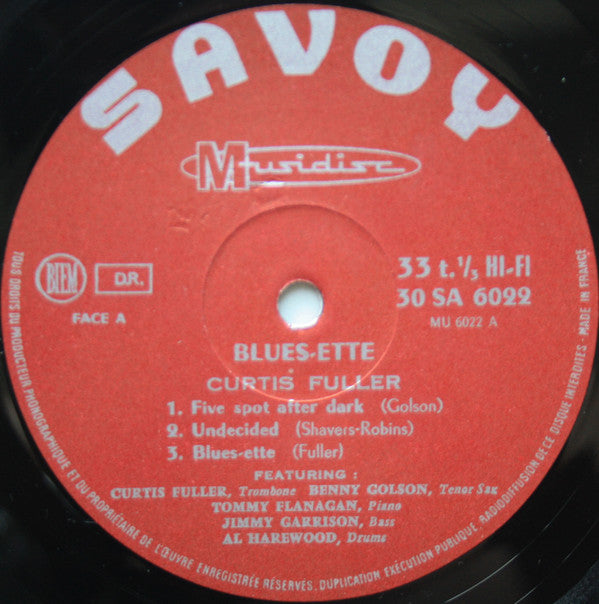 SAVOY
Musidisc
BIEM
D.R.
FACE A
33 t. 1/3 HI-FI
30 SA 6022
MU 6022 A
BLUES-ETTE
CURTIS FULLER
1. Five spot after dark (Golson)
2. Undecided (Shavers-Robins)
3. Blues-ette (Fuller)
FEATURING :
CURTIS FULLER, Trombone BENNY GOLSON, Tenor Sax
TOMMY FLANAGAN, Piano
JIMMY GARRISON, Bass
AL HAREWOOD, Drums
TOUS DROITS DU PRODUCTEUR PHONOGRAPHIQUE ET DU PROPRIÉTAIRE DE L'ŒUVRE ENREGISTRÉE RÉSERVÉS. DUPLICATION EXÉCUTION PUBLIQUE, RADIODIFFUSION DE CE DISQUE INTERDITES - MADE IN FRANCE